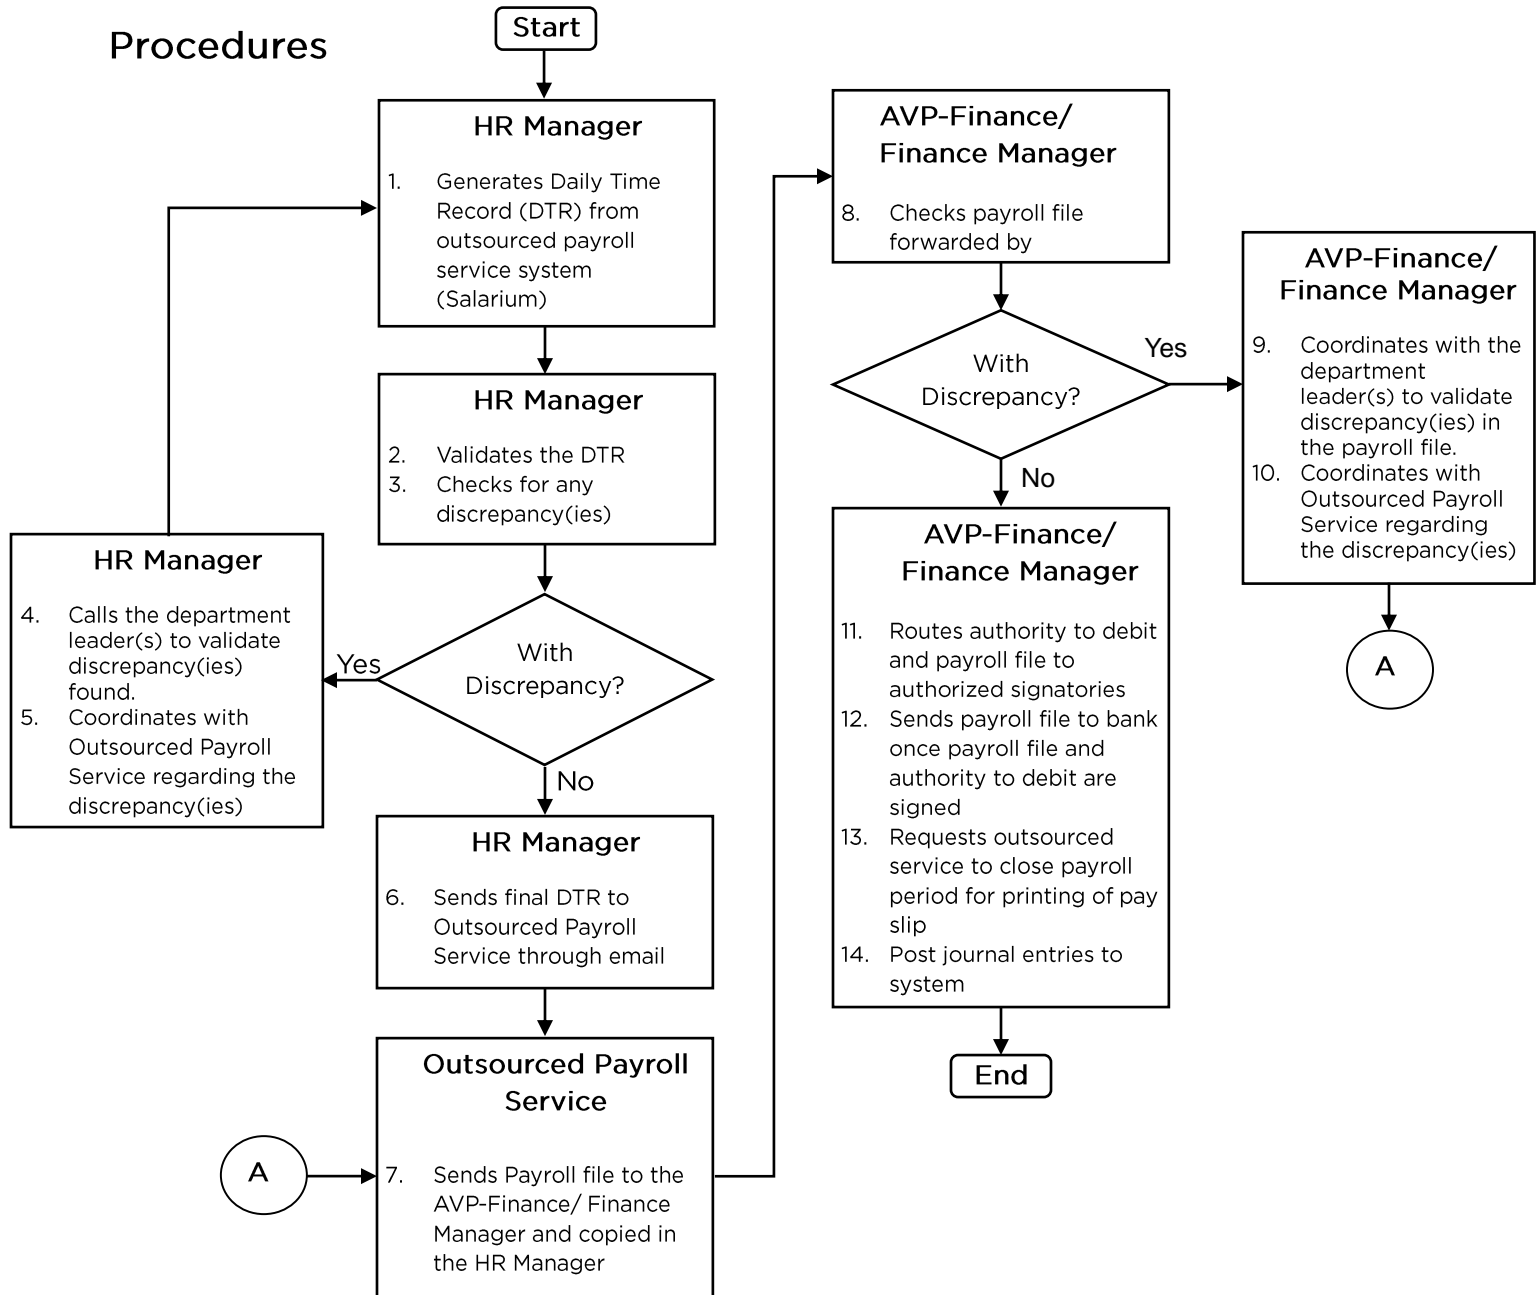 Procedures
Start
HR Manager
1. Generates Daily Time
Record (DTR) from
outsourced payroll
service system
(Salarium)
HR Manager
2. Validates the DTR
3. Checks for any
discrepancy(ies)
With
Discrepancy?
Yes
HR Manager
4. Calls the department
leader(s) to validate
discrepancy(ies)
found.
5. Coordinates with
Outsourced Payroll
Service regarding the
discrepancy(ies)
No
HR Manager
6. Sends final DTR to
Outsourced Payroll
Service through email
Outsourced Payroll
Service
7. Sends Payroll file to the
AVP-Finance/ Finance
Manager and copied in
the HR Manager
A
AVP-Finance/
Finance Manager
8. Checks payroll file
forwarded by
With
Discrepancy?
Yes
AVP-Finance/
Finance Manager
9. Coordinates with the
department
leader(s) to validate
discrepancy(ies) in
the payroll file.
10. Coordinates with
Outsourced Payroll
Service regarding
the discrepancy(ies)
A
No
AVP-Finance/
Finance Manager
11. Routes authority to debit
and payroll file to
authorized signatories
12. Sends payroll file to bank
once payroll file and
authority to debit are
signed
13. Requests outsourced
service to close payroll
period for printing of pay
slip
14. Post journal entries to
system
End